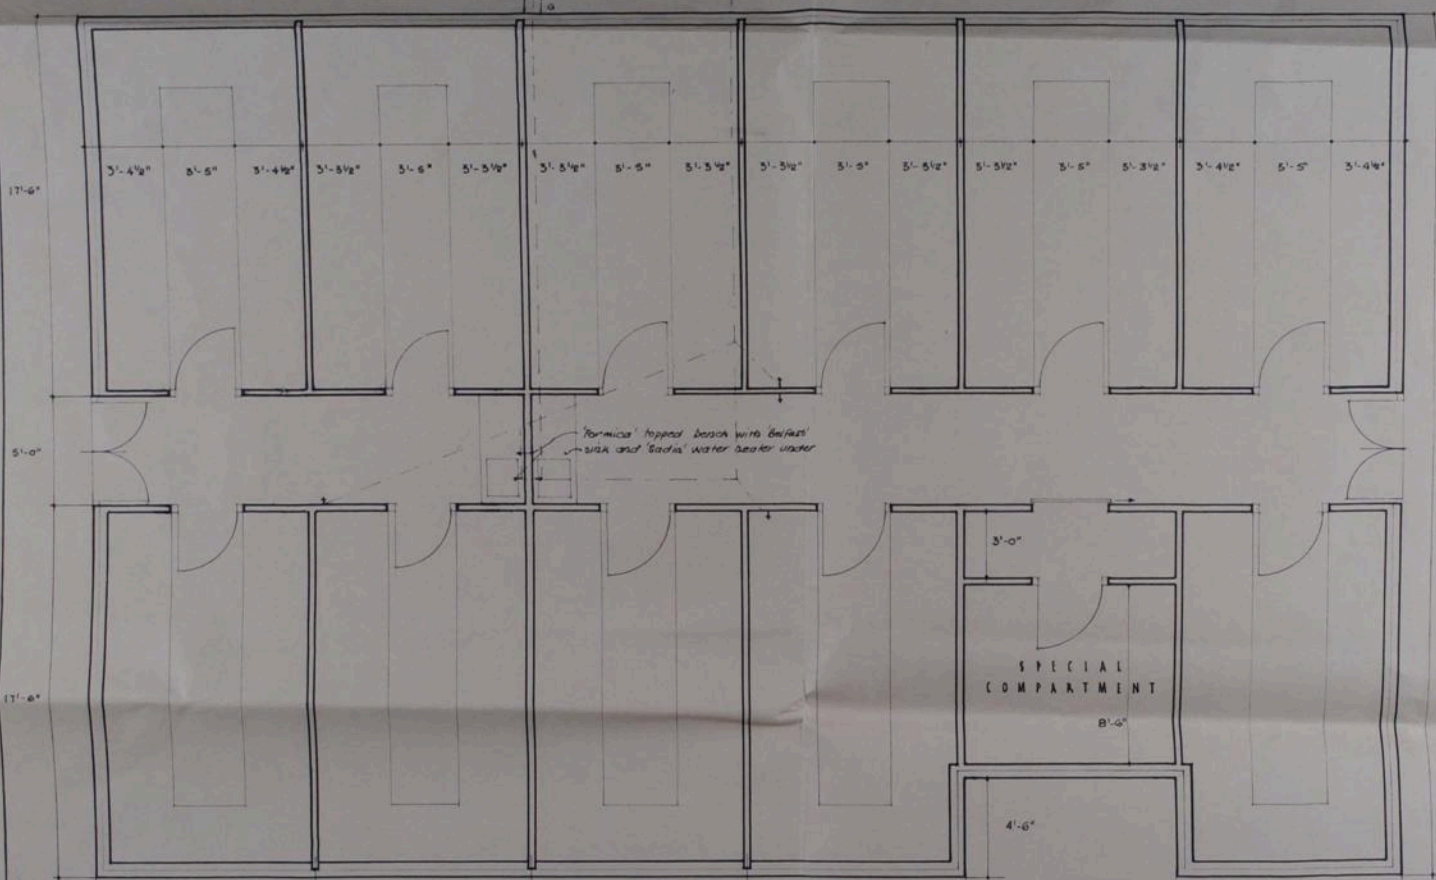 G
17'-6"
3'-4½" 3'-5" 3'-4½" 3'-3½" 3'-5" 3'-3½" 3'-3½" 3'-5" 3'-3½" 3'-3½" 3'-5" 3'-3½" 3'-3½" 3'-5" 3'-3½" 3'-4½" 3'-5" 3'-4½"
5'-0"
'Formica' topped bench with 'Belfast'
sink and 'Sadia' water heater under
3'-0"
17'-6"
SPECIAL
COMPARTMENT
8'-4"
4'-6"